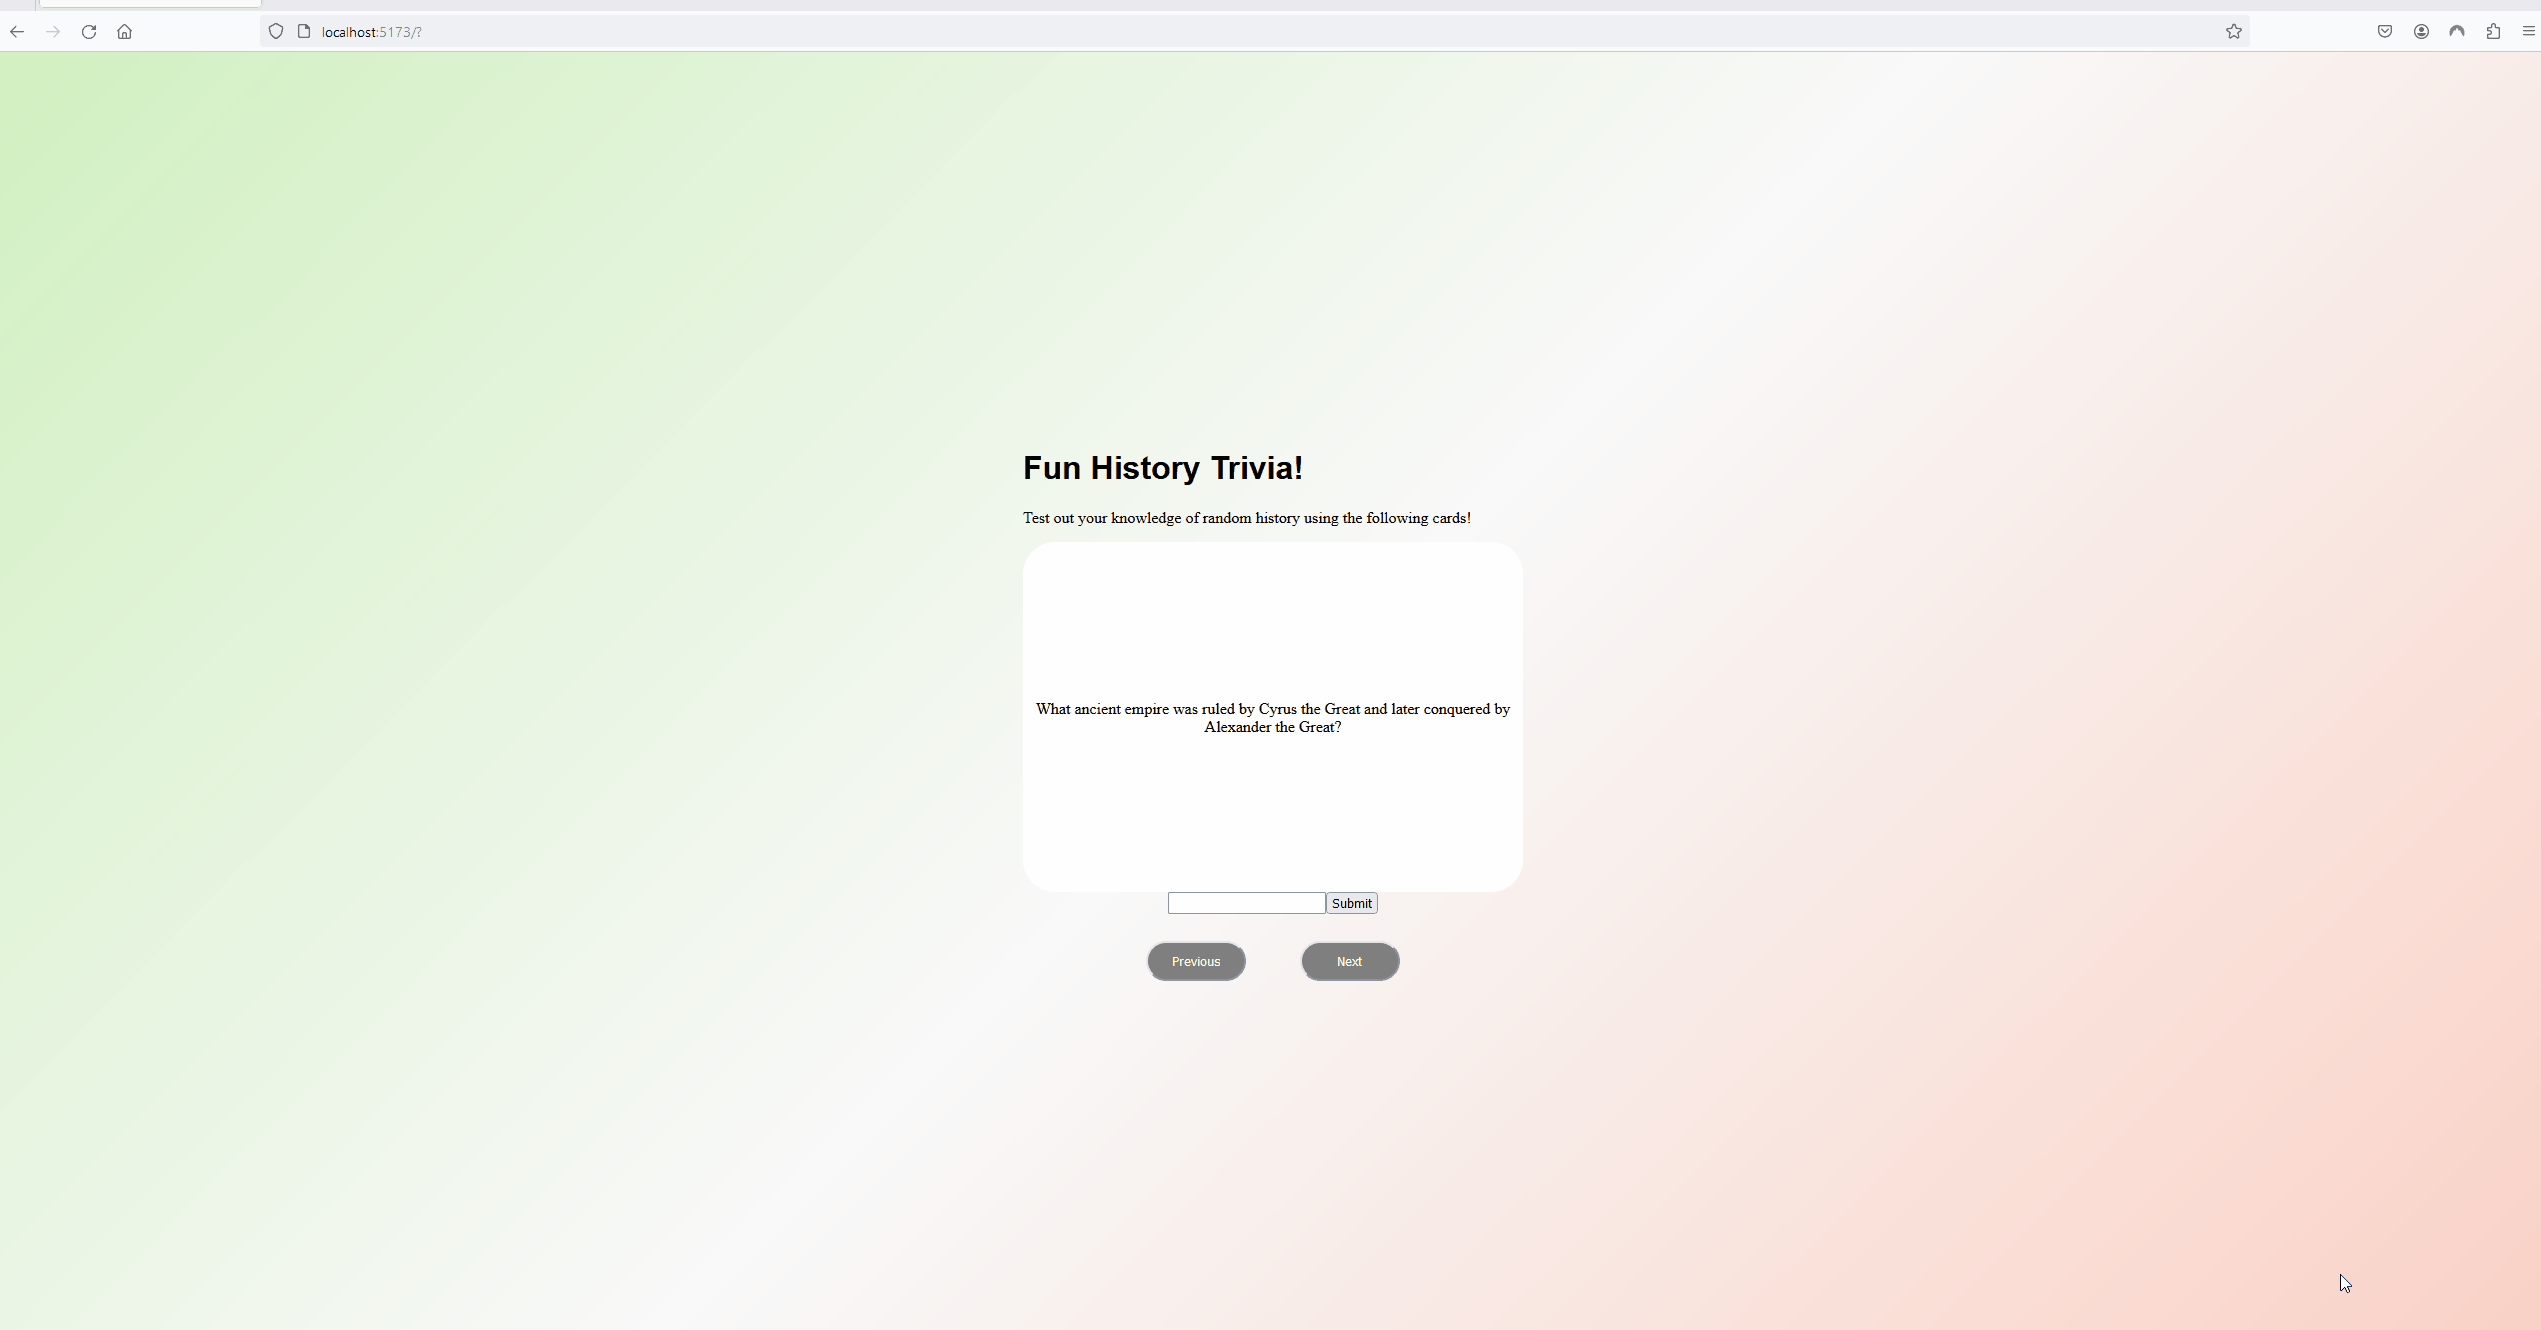 localhost:5173/?
Fun History Trivia!
Test out your knowledge of random history using the following cards!
What ancient empire was ruled by Cyrus the Great and later conquered by
Alexander the Great?
Submit
Previous Next